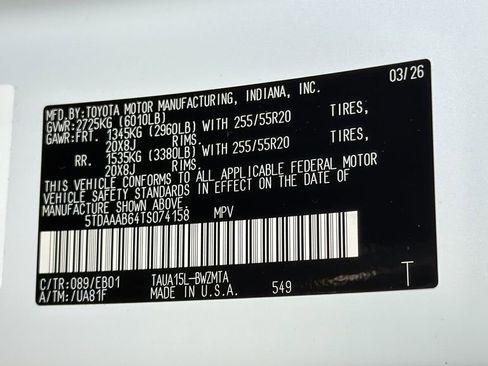 MFD.BY:TOYOTA MOTOR MANUFACTURING, INDIANA, INC. 03/26
GVWR:2725KG (6010LB)
GAWR:FRT. 1345KG (2960LB) WITH 255/55R20 TIRES,
20X8J RIMS.
RR. 1535KG (3380LB) WITH 255/55R20 TIRES,
20X8J RIMS.
THIS VEHICLE CONFORMS TO ALL APPLICABLE FEDERAL MOTOR
VEHICLE SAFETY STANDARDS IN EFFECT ON THE DATE OF
MANUFACTURE SHOWN ABOVE
5TDAAAB64TS074158 MPV
C/TR:089/EB01 TAUA15L-BWZMTA T
A/TM:/UA81F MADE IN U.S.A. 549